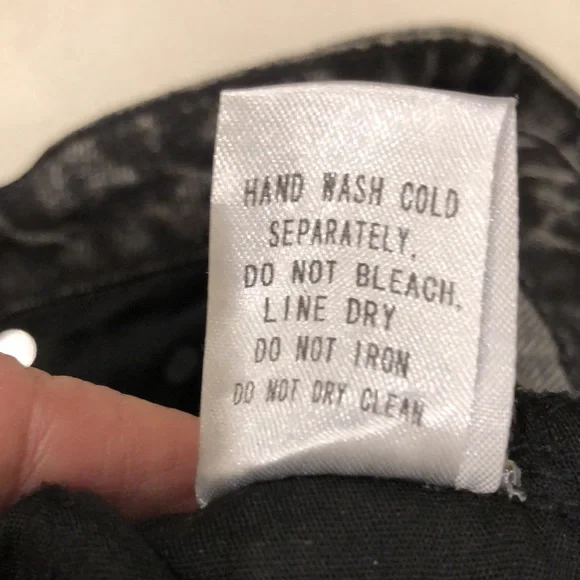 HAND WASH COLD
SEPARATELY.
DO NOT BLEACH.
LINE DRY
DO NOT IRON
DO NOT DRY CLEAN